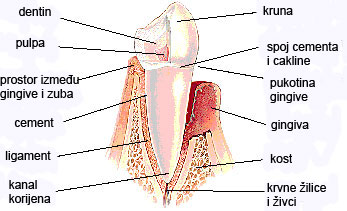 dentin
pulpa
prostor između
gingive i zuba
cement
ligament
kanal
korijena
kruna
spoj cementa
i cakline
pukotina
gingive
gingiva
kost
krvne žilice
i živci